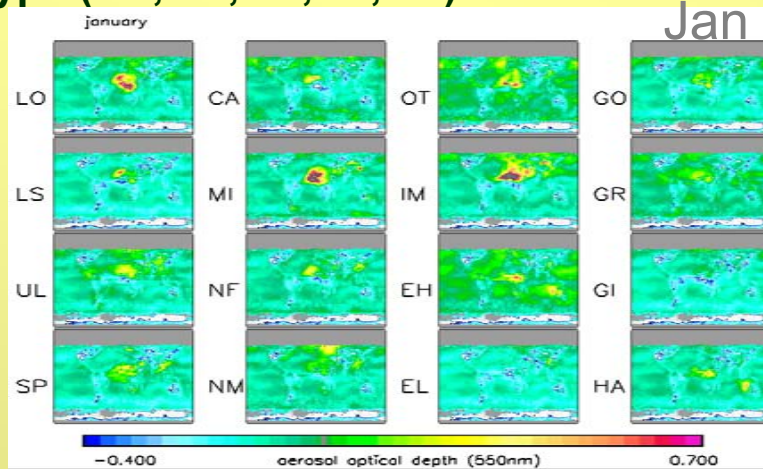 Jan
january
LO CA OT GO
LS MI IM GR
UL NF EH GI
SP NM EL HA
-0.400 aerosol optical depth (550nm) 0.700